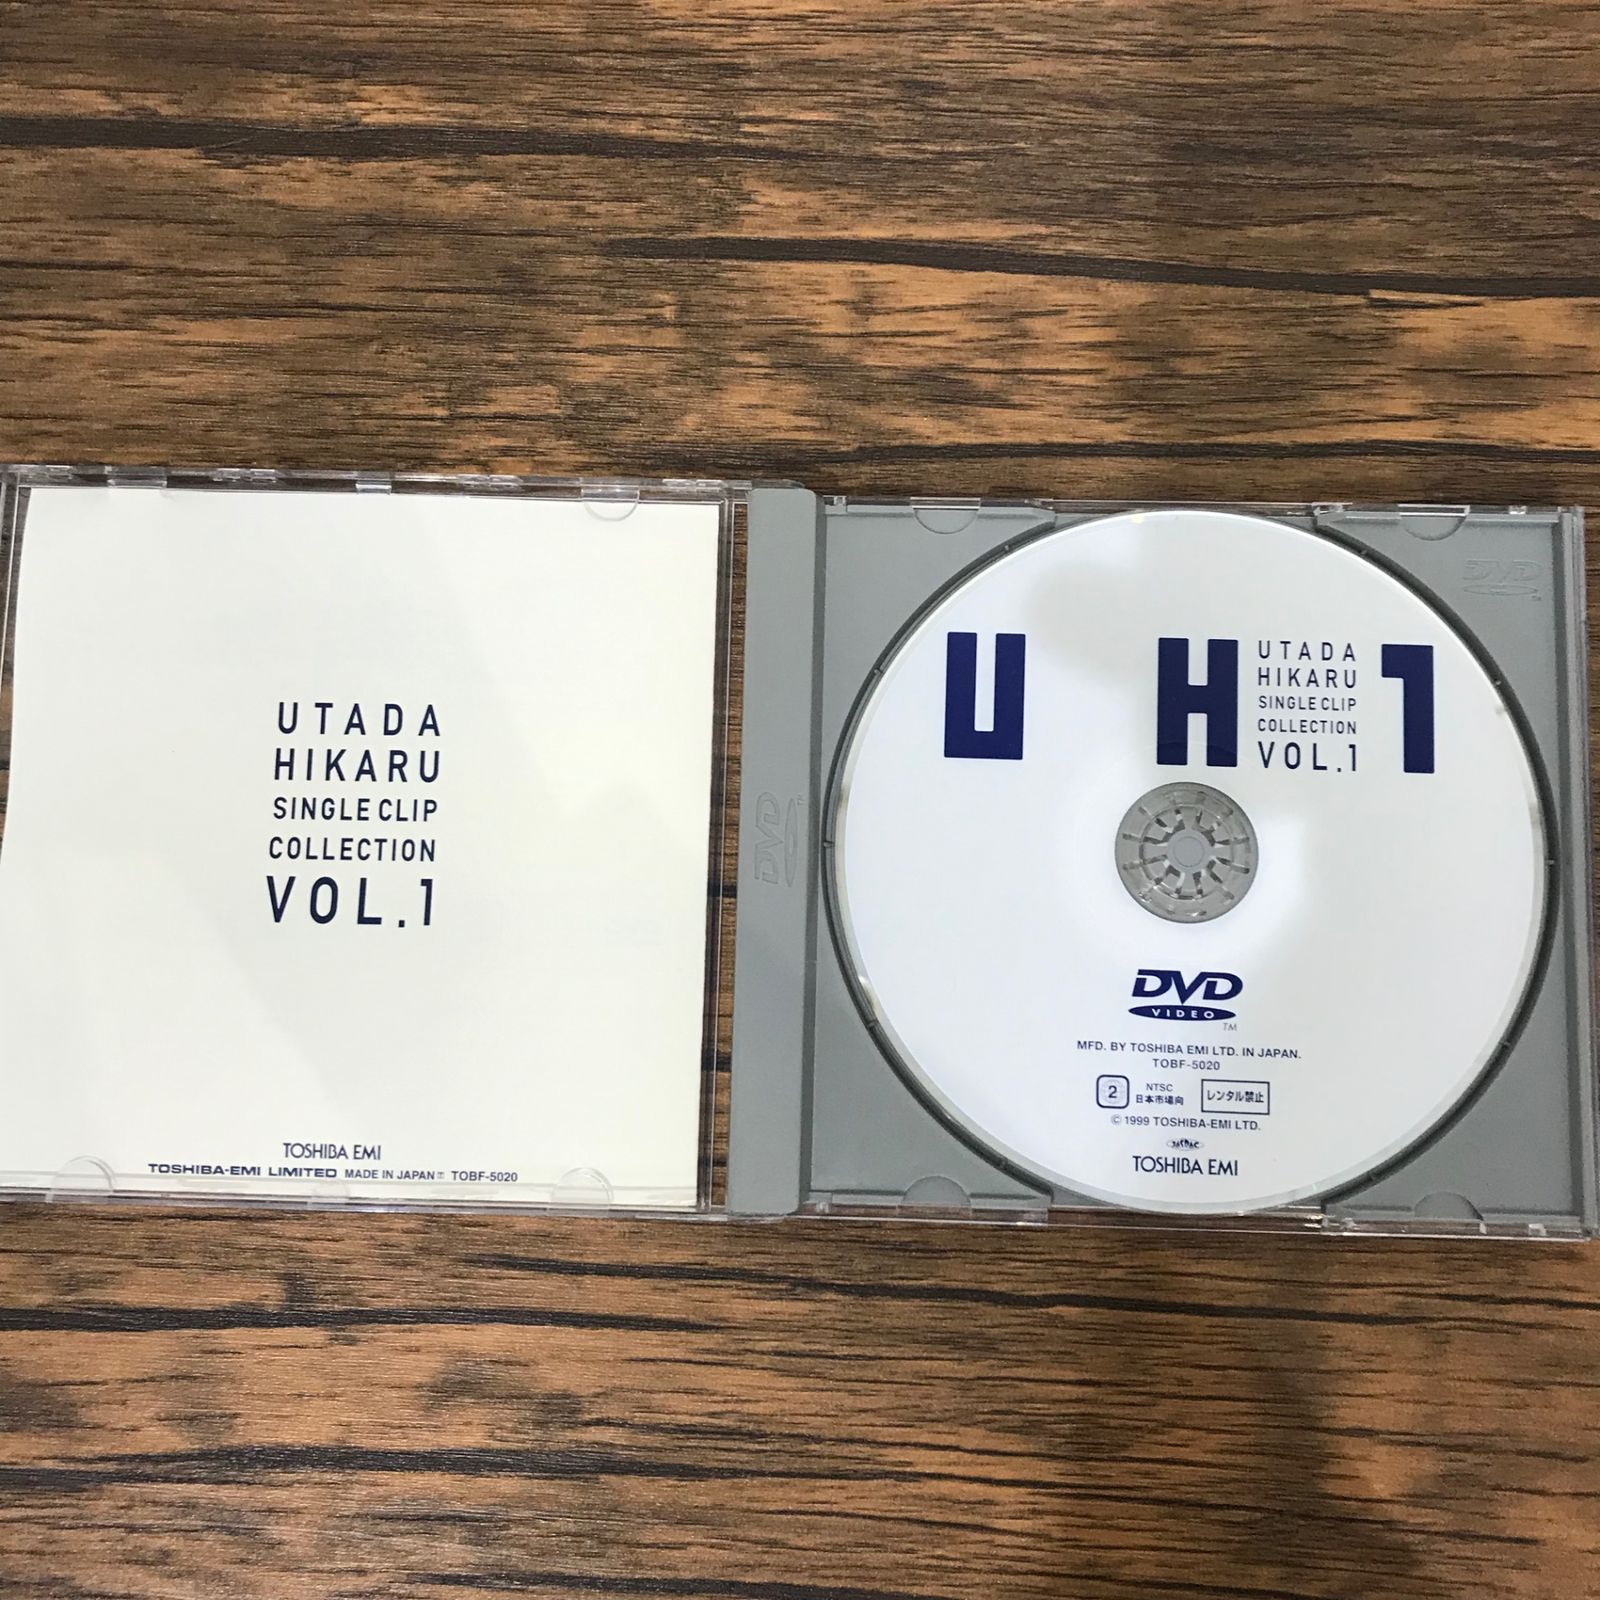 UTADA
HIKARU
SINGLE CLIP
COLLECTION
VOL.1
TOSHIBA EMI
TOSHIBA-EMI LIMITED MADE IN JAPAN TOBF-5020
DVD
U H 1
UTADA
HIKARU
SINGLE CLIP
COLLECTION
VOL.1
DVD
DVD
VIDEO
TM
MFD. BY TOSHIBA EMI LTD. IN JAPAN.
TOBF-5020
2
NTSC
日本市場向
レンタル禁止
© 1999 TOSHIBA-EMI LTD.
JASRAC
TOSHIBA EMI